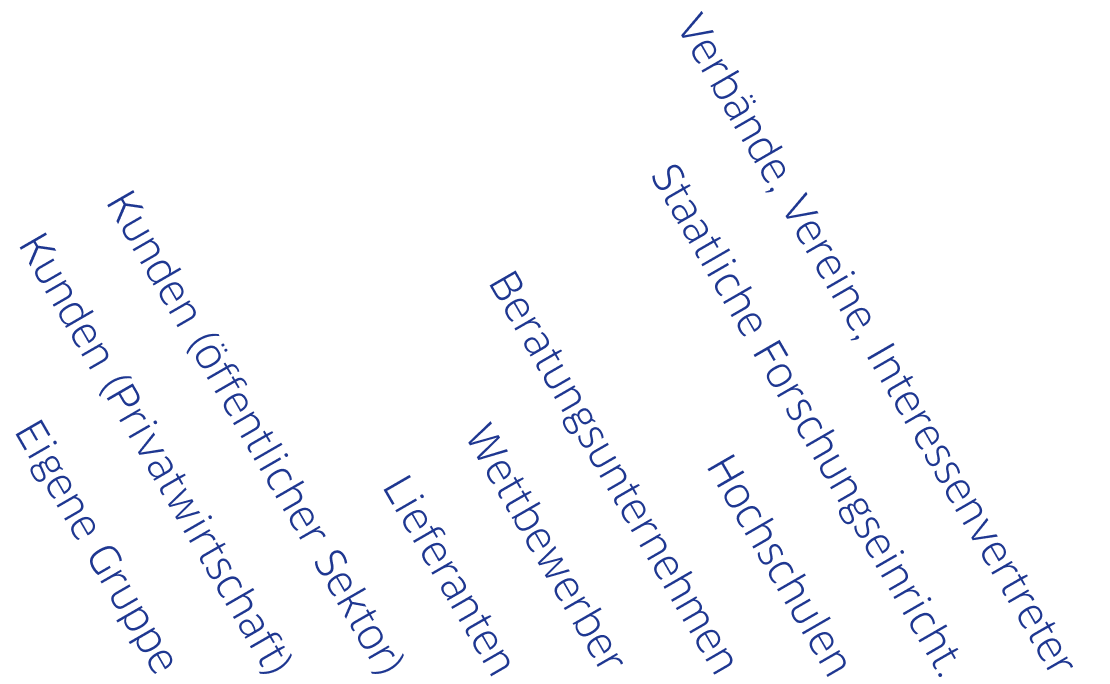 Eigene Gruppe
Kunden (Privatwirtschaft)
Kunden (öffentlicher Sektor)
Lieferanten
Wettbewerber
Beratungsunternehmen
Hochschulen
Staatliche Forschungseinricht.
Verbände, Vereine, Interessenvertreter